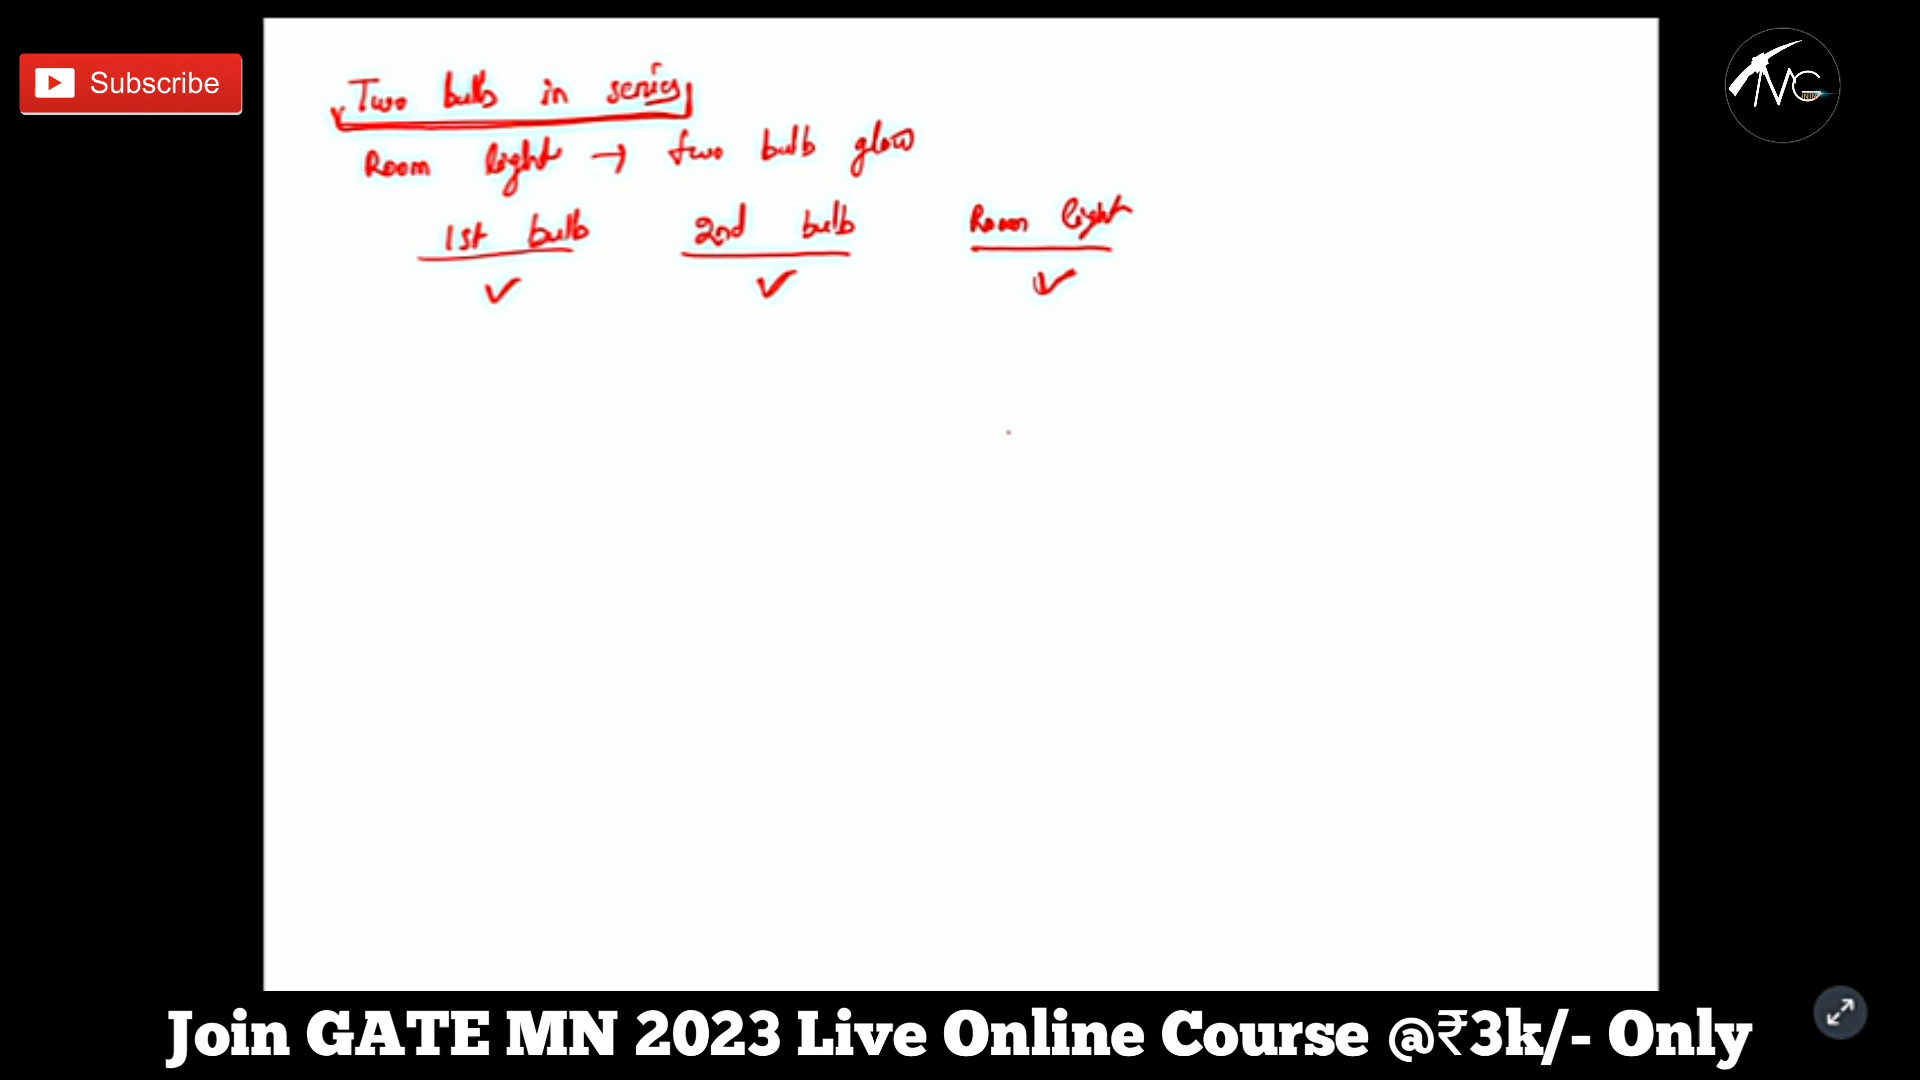 Subscribe
Two bulb in series
Room light → two bulb glow
1st bulb 2nd bulb Room light
✓ ✓ ✓
Join GATE MN 2023 Live Online Course @₹3k/- Only